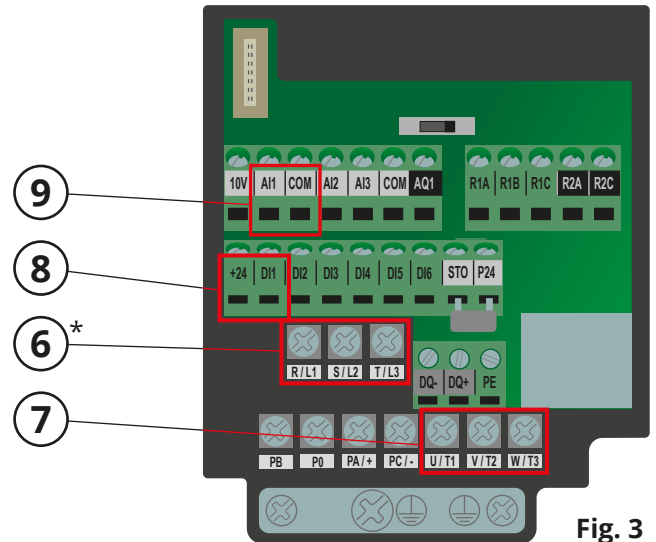 10V AI1 COM AI2 AI3 COM AQ1 R1A R1B R1C R2A R2C
9
8
+24 DI1 DI2 DI3 DI4 DI5 DI6 STO P24
6*
R/L1 S/L2 T/L3
DQ- DQ+ PE
7
PB P0 PA/+ PC/- U/T1 V/T2 W/T3
Fig. 3